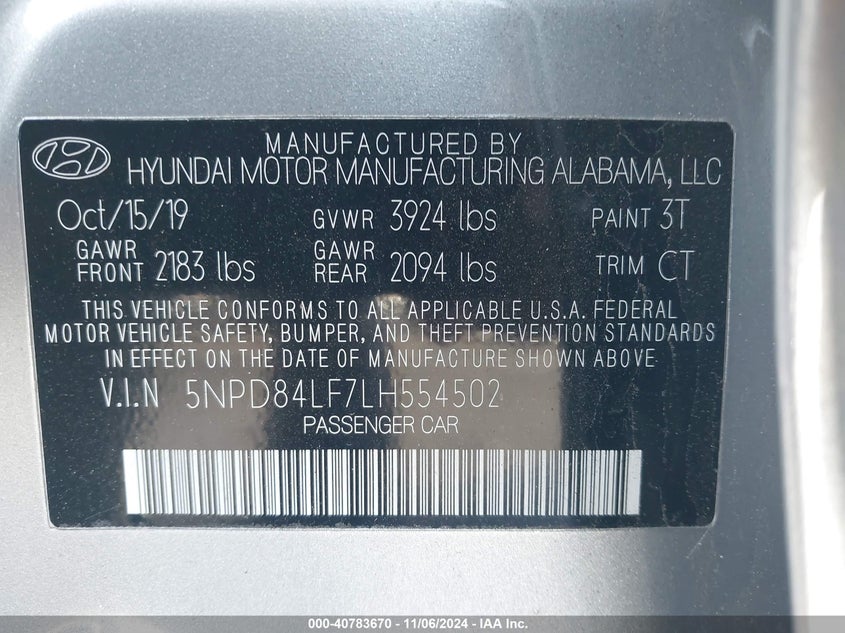 MANUFACTURED BY
HYUNDAI MOTOR MANUFACTURING ALABAMA, LLC
Oct/15/19 GVWR 3924 lbs PAINT 3T
GAWR FRONT 2183 lbs GAWR REAR 2094 lbs TRIM CT
THIS VEHICLE CONFORMS TO ALL APPLICABLE U.S.A. FEDERAL
MOTOR VEHICLE SAFETY, BUMPER, AND THEFT PREVENTION STANDARDS
IN EFFECT ON THE DATE OF MANUFACTURE SHOWN ABOVE
V.I.N 5NPD84LF7LH554502
PASSENGER CAR
000-40783670 - 11/06/2024 - IAA Inc.